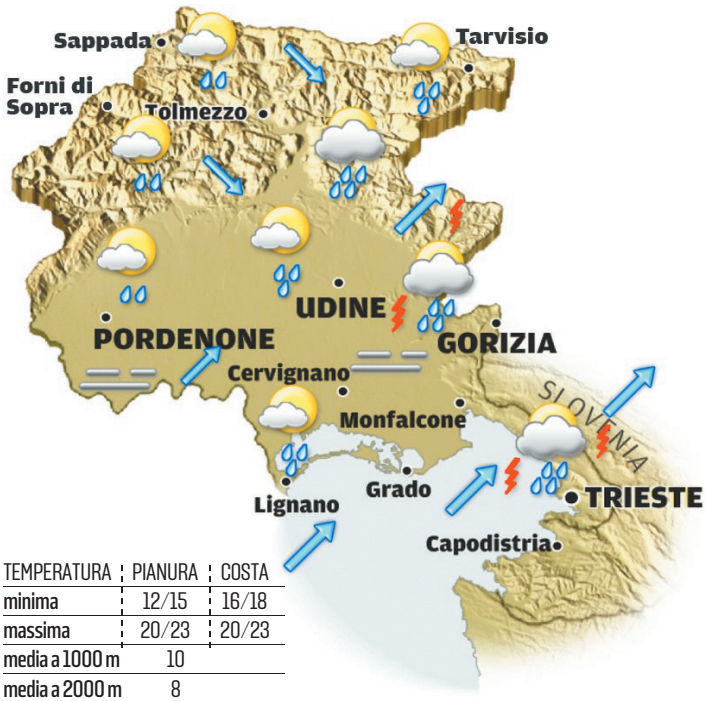 Sappada
Tarvisio
Forni di
Sopra
Tolmezzo
UDINE
PORDENONE
GORIZIA
Cervignano
SLOVENIA
Monfalcone
Grado
Lignano
TRIESTE
Capodistria
TEMPERATURA PIANURA COSTA
minima 12/15 16/18
massima 20/23 20/23
media a 1000 m 10
media a 2000 m 8